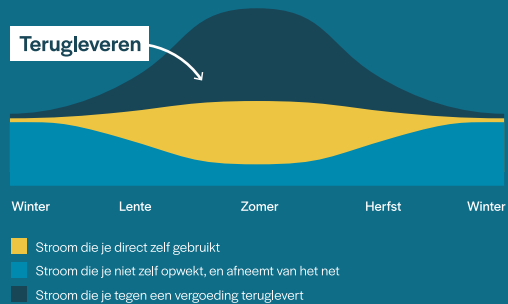 Terugleveren
Winter Lente Zomer Herfst Winter
Stroom die je direct zelf gebruikt
Stroom die je niet zelf opwekt, en afneemt van het net
Stroom die je tegen een vergoeding teruglevert